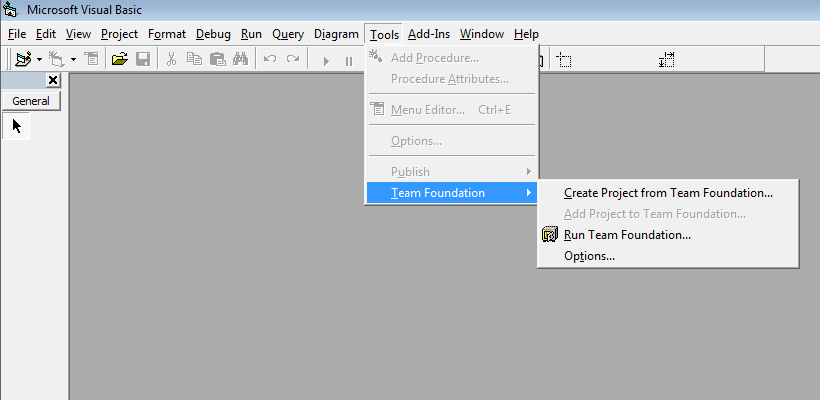 Microsoft Visual Basic
File Edit View Project Format Debug Run Query Diagram Tools Add-Ins Window Help
General
Add Procedure...
Procedure Attributes...
Menu Editor... Ctrl+E
Options...
Publish
Team Foundation
Create Project from Team Foundation...
Add Project to Team Foundation...
Run Team Foundation...
Options...